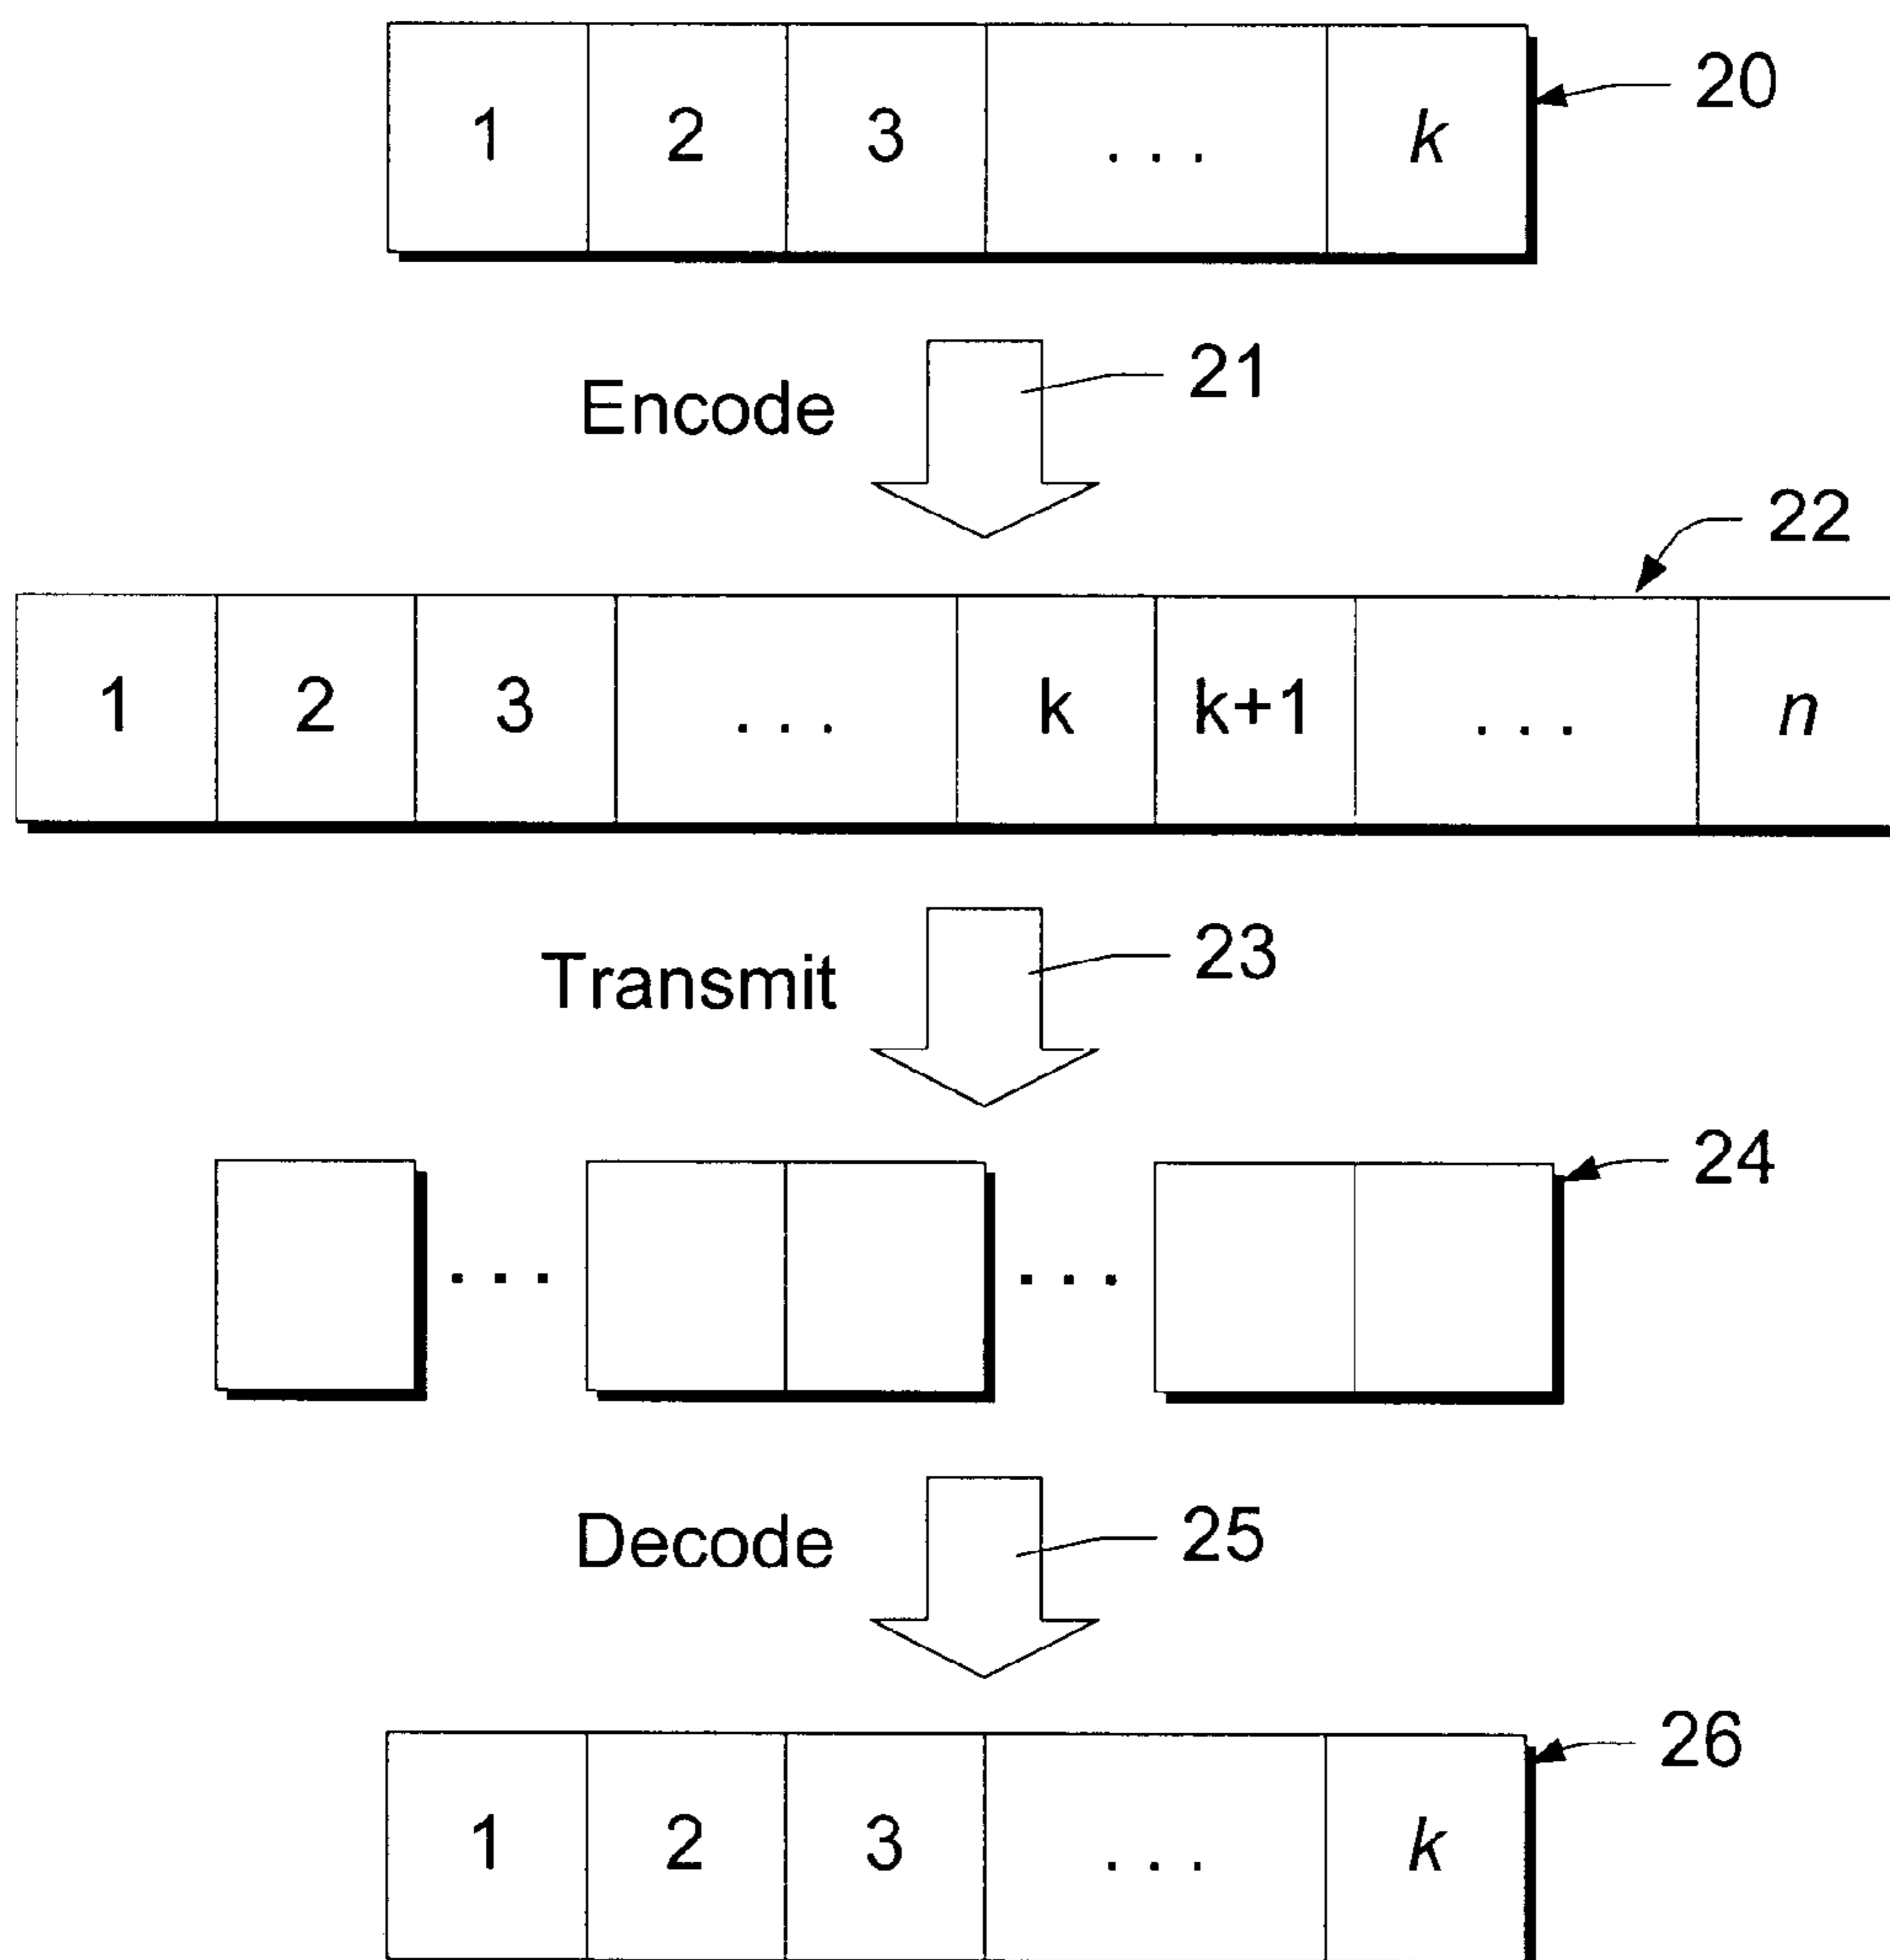 1 2 3 ... k 20
Encode 21
22
1 2 3 ... k k+1 ... n
Transmit 23
24
... ...
Decode 25
26
1 2 3 ... k